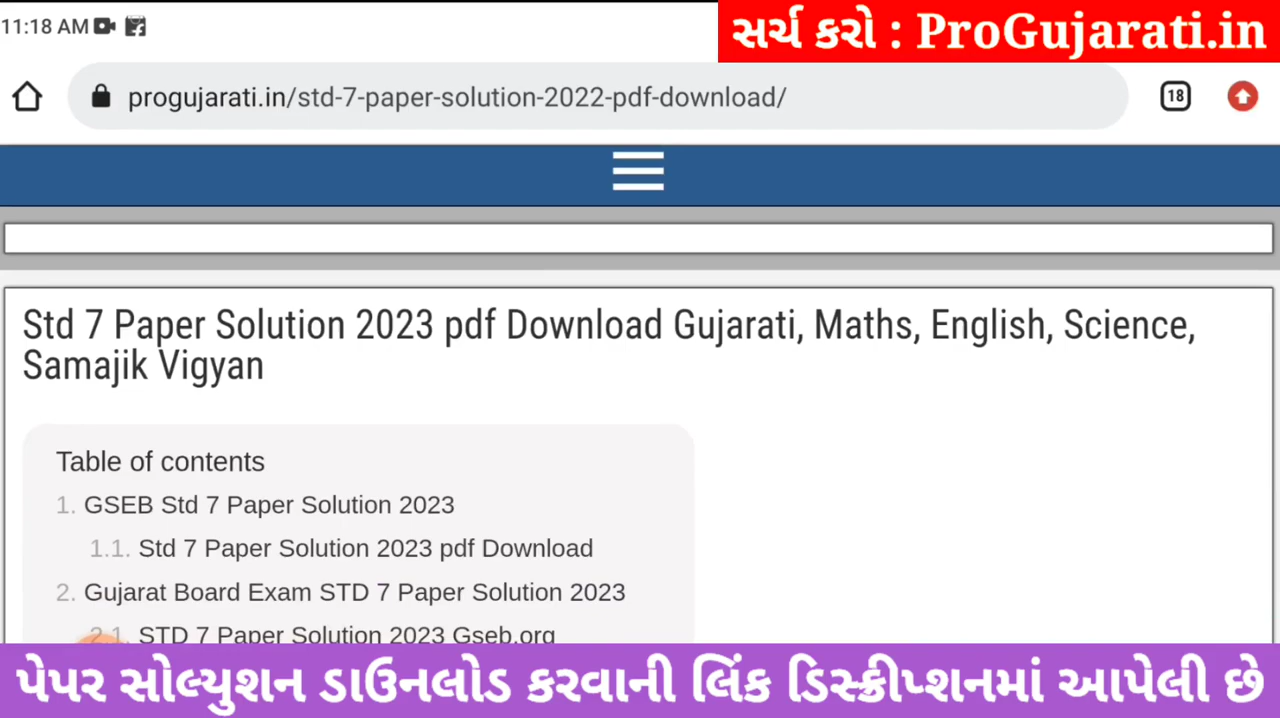 11:18 AM
સર્ચ કરો : ProGujarati.in
progujarati.in/std-7-paper-solution-2022-pdf-download/
18
Std 7 Paper Solution 2023 pdf Download Gujarati, Maths, English, Science,
Samajik Vigyan
Table of contents
1. GSEB Std 7 Paper Solution 2023
1.1. Std 7 Paper Solution 2023 pdf Download
2. Gujarat Board Exam STD 7 Paper Solution 2023
2.1. STD 7 Paper Solution 2023 Gseb.org
પેપર સોલ્યુશન ડાઉનલોડ કરવાની લિંક ડિસ્ક્રીપ્શનમાં આપેલી છે